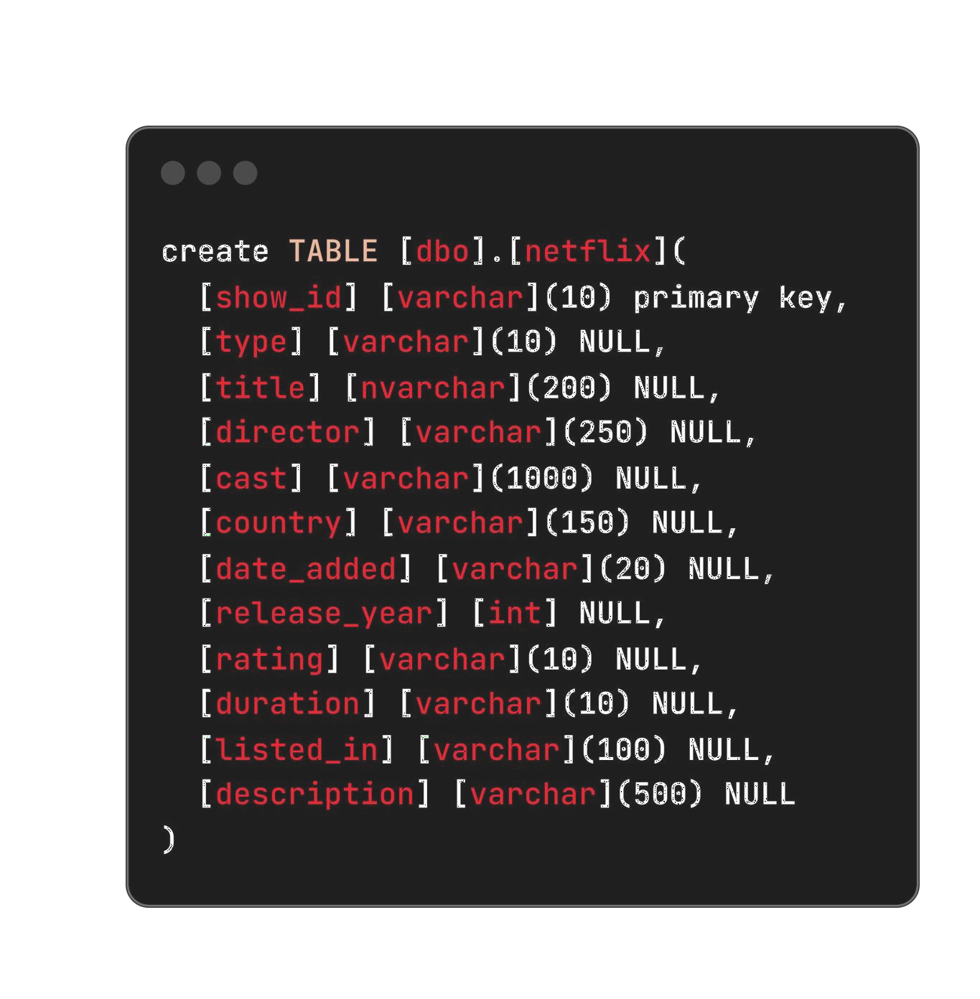 create TABLE [dbo].[netflix](
  [show_id] [varchar](10) primary key,
  [type] [varchar](10) NULL,
  [title] [nvarchar](200) NULL,
  [director] [varchar](250) NULL,
  [cast] [varchar](1000) NULL,
  [country] [varchar](150) NULL,
  [date_added] [varchar](20) NULL,
  [release_year] [int] NULL,
  [rating] [varchar](10) NULL,
  [duration] [varchar](10) NULL,
  [listed_in] [varchar](100) NULL,
  [description] [varchar](500) NULL
)